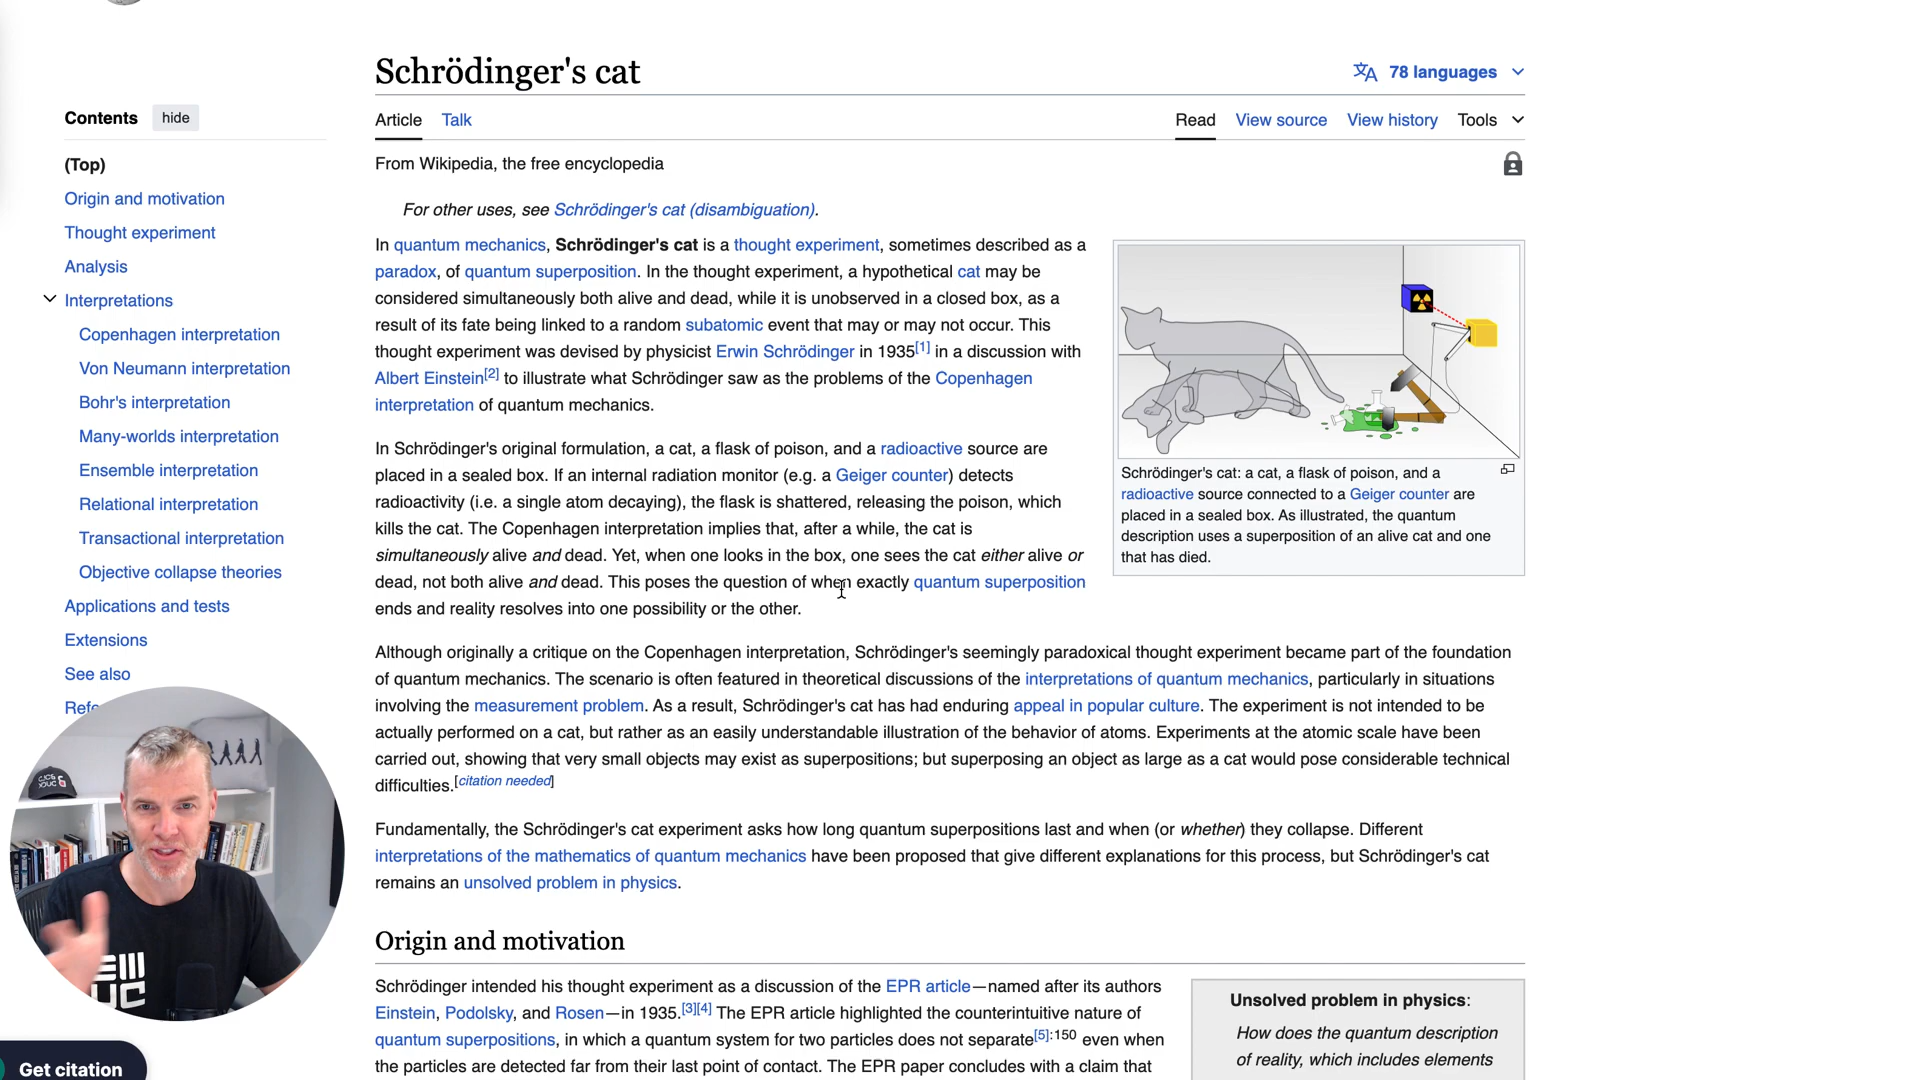 Schrödinger's cat
78 languages
Contents hide
Article Talk
Read View source View history Tools
(Top)
Origin and motivation
Thought experiment
Analysis
Interpretations
Copenhagen interpretation
Von Neumann interpretation
Bohr's interpretation
Many-worlds interpretation
Ensemble interpretation
Relational interpretation
Transactional interpretation
Objective collapse theories
Applications and tests
Extensions
See also
From Wikipedia, the free encyclopedia
For other uses, see Schrödinger's cat (disambiguation).
In quantum mechanics, Schrödinger's cat is a thought experiment, sometimes described as a
paradox, of quantum superposition. In the thought experiment, a hypothetical cat may be
considered simultaneously both alive and dead, while it is unobserved in a closed box, as a
result of its fate being linked to a random subatomic event that may or may not occur. This
thought experiment was devised by physicist Erwin Schrödinger in 1935[1] in a discussion with
Albert Einstein[2] to illustrate what Schrödinger saw as the problems of the Copenhagen
interpretation of quantum mechanics.
In Schrödinger's original formulation, a cat, a flask of poison, and a radioactive source are
placed in a sealed box. If an internal radiation monitor (e.g. a Geiger counter) detects
radioactivity (i.e. a single atom decaying), the flask is shattered, releasing the poison, which
kills the cat. The Copenhagen interpretation implies that, after a while, the cat is
simultaneously alive and dead. Yet, when one looks in the box, one sees the cat either alive or
dead, not both alive and dead. This poses the question of when exactly quantum superposition
ends and reality resolves into one possibility or the other.
Schrödinger's cat: a cat, a flask of poison, and a
radioactive source connected to a Geiger counter are
placed in a sealed box. As illustrated, the quantum
description uses a superposition of an alive cat and one
that has died.
Although originally a critique on the Copenhagen interpretation, Schrödinger's seemingly paradoxical thought experiment became part of the foundation
of quantum mechanics. The scenario is often featured in theoretical discussions of the interpretations of quantum mechanics, particularly in situations
involving the measurement problem. As a result, Schrödinger's cat has had enduring appeal in popular culture. The experiment is not intended to be
actually performed on a cat, but rather as an easily understandable illustration of the behavior of atoms. Experiments at the atomic scale have been
carried out, showing that very small objects may exist as superpositions; but superposing an object as large as a cat would pose considerable technical
difficulties.[citation needed]
Fundamentally, the Schrödinger's cat experiment asks how long quantum superpositions last and when (or whether) they collapse. Different
interpretations of the mathematics of quantum mechanics have been proposed that give different explanations for this process, but Schrödinger's cat
remains an unsolved problem in physics.
Origin and motivation
Schrödinger intended his thought experiment as a discussion of the EPR article—named after its authors
Einstein, Podolsky, and Rosen—in 1935.[3][4] The EPR article highlighted the counterintuitive nature of
quantum superpositions, in which a quantum system for two particles does not separate[5]:150 even when
the particles are detected far from their last point of contact. The EPR paper concludes with a claim that
Unsolved problem in physics:
How does the quantum description
of reality, which includes elements
Get citation